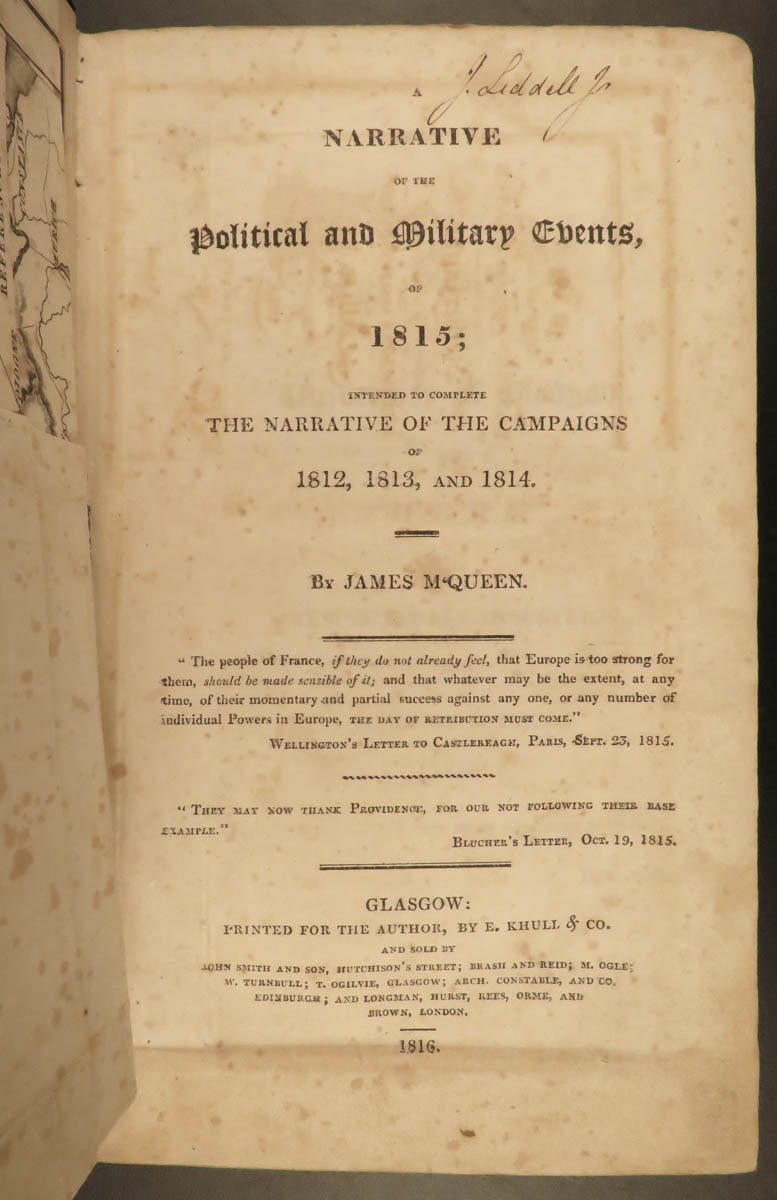 J. Liddell Jr
A
NARRATIVE
OF THE
Political and Military Events,
OF
1815;
INTENDED TO COMPLETE
THE NARRATIVE OF THE CAMPAIGNS
OF
1812, 1813, AND 1814.
BY JAMES M‘QUEEN.
“ The people of France, if they do not already feel, that Europe is too strong for
them, should be made sensible of it; and that whatever may be the extent, at any
time, of their momentary and partial success against any one, or any number of
individual Powers in Europe, THE DAY OF RETRIBUTION MUST COME.”
WELLINGTON'S LETTER TO CASTLEREAGH, PARIS, SEPT. 23, 1815.
“ THEY MAY NOW THANK PROVIDENCE, FOR OUR NOT FOLLOWING THEIR BASE
EXAMPLE.”
BLUCHER'S LETTER, OCT. 19, 1815.
GLASGOW:
PRINTED FOR THE AUTHOR, BY E. KHULL & CO.
AND SOLD BY
JOHN SMITH AND SON, HUTCHISON'S STREET; BRASH AND REID; M. OGLE;
W. TURNBULL; T. OGILVIE, GLASGOW; ARCH. CONSTABLE, AND CO.
EDINBURGH; AND LONGMAN, HURST, REES, ORME, AND
BROWN, LONDON.
1816.